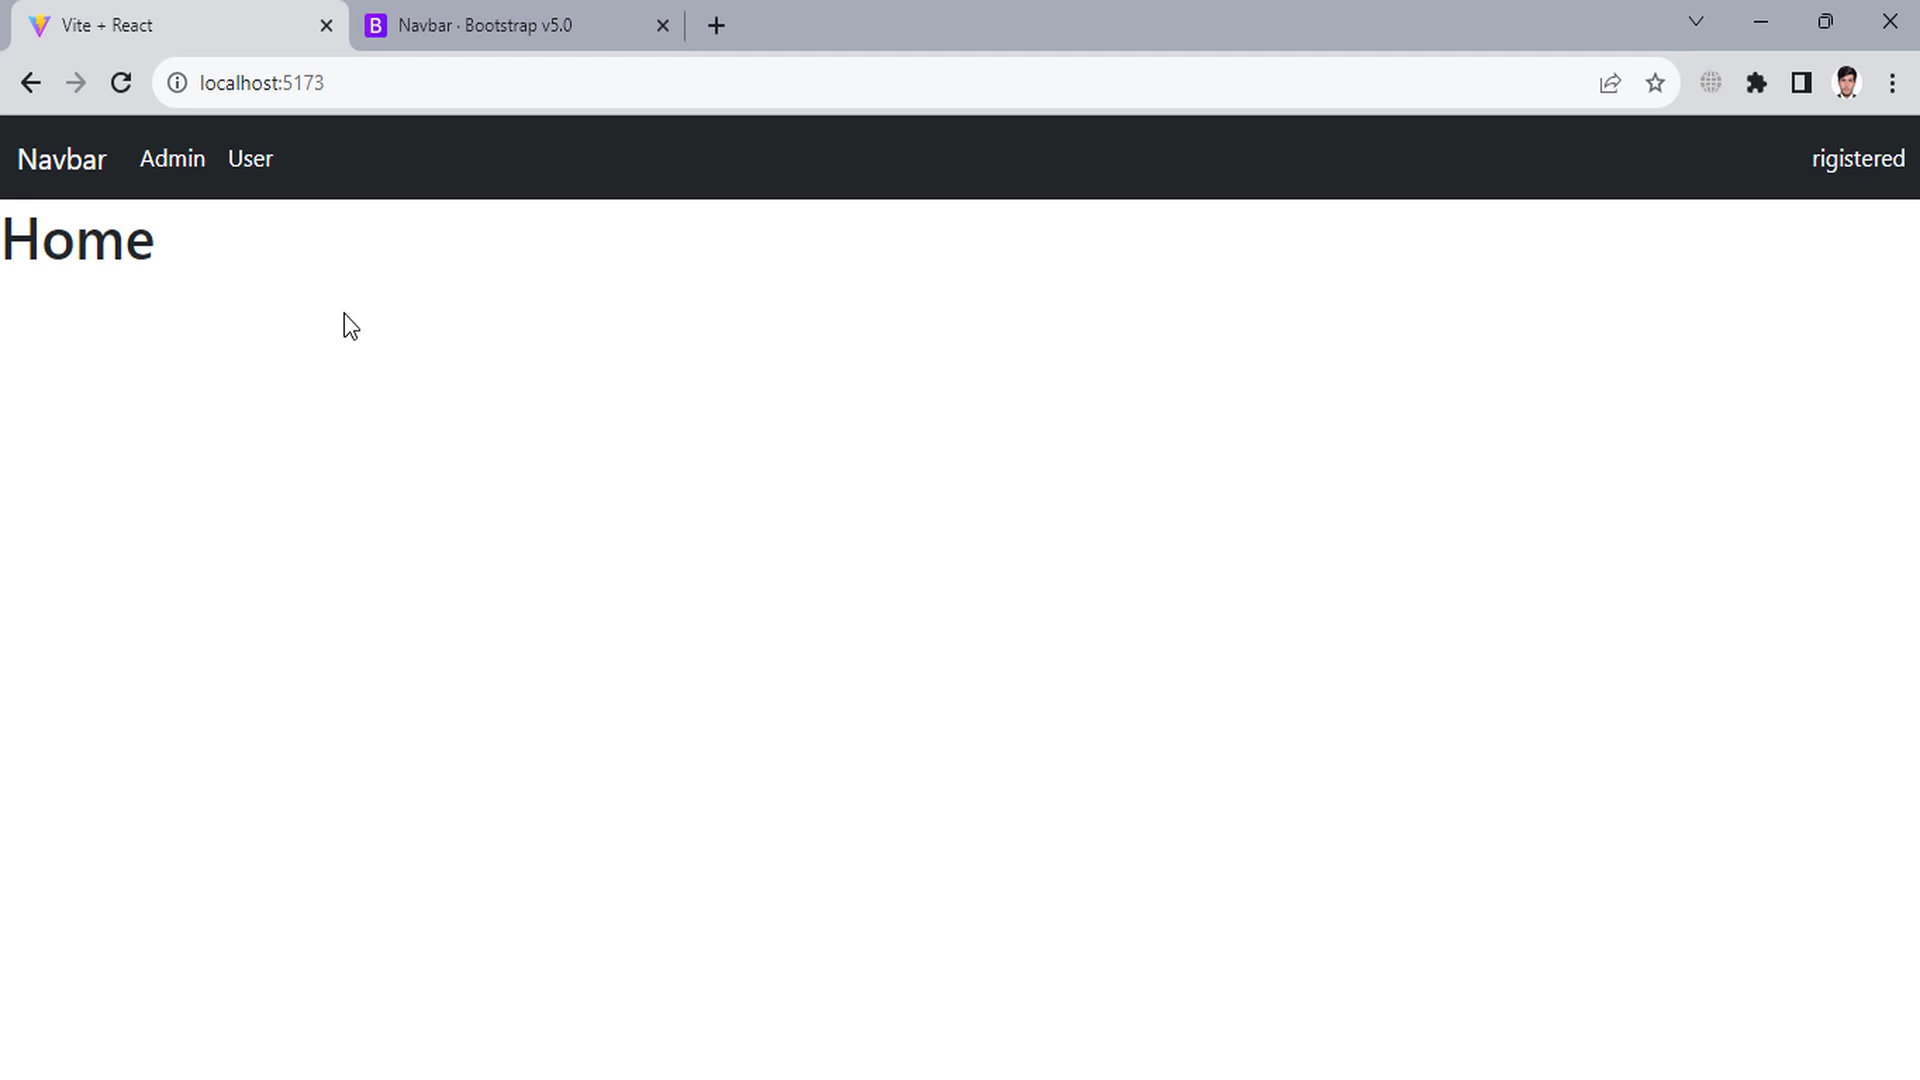 Vite + React
B Navbar · Bootstrap v5.0
localhost:5173
Navbar Admin User rigistered
Home